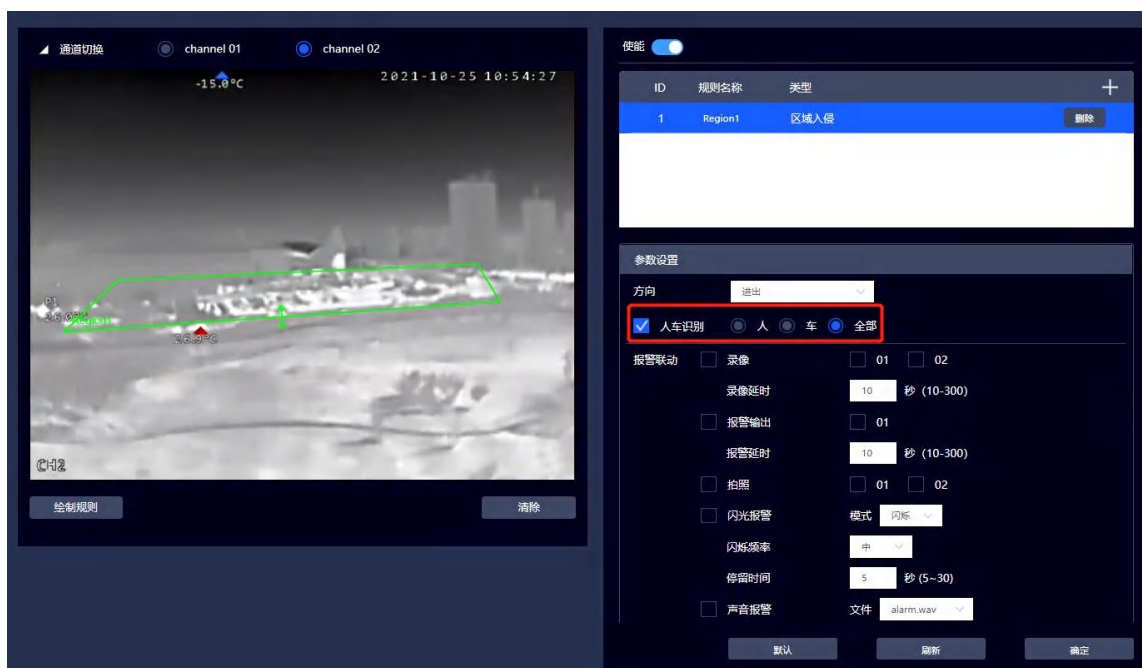 通道切换 channel 01 channel 02
-15.0°C 2021-10-25 10:54:27
P1
Region1
26.9°C
CH2
绘制规则 清除
使能
ID 规则名称 类型 +
1 Region1 区域入侵 删除
参数设置
方向 进出
人车识别 人 车 全部
报警联动 录像 01 02
录像延时 10 秒 (10-300)
报警输出 01
报警延时 10 秒 (10-300)
拍照 01 02
闪光报警 模式 闪烁
闪烁频率 中
停留时间 5 秒 (5~30)
声音报警 文件 alarm.wav
默认 刷新 确定